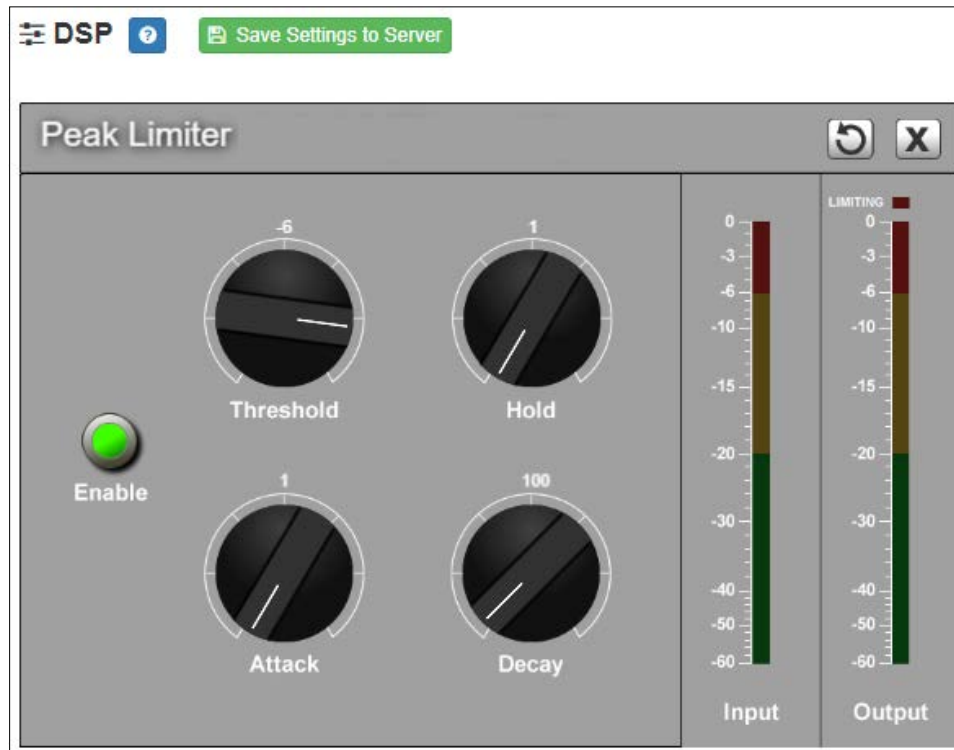 DSP ? Save Settings to Server
Peak Limiter X
-6
Threshold
1
Hold
Enable
1
Attack
100
Decay
0
-3
-6
-10
-15
-20
-30
-40
-50
-60
Input
LIMITING
0
-3
-6
-10
-15
-20
-30
-40
-50
-60
Output